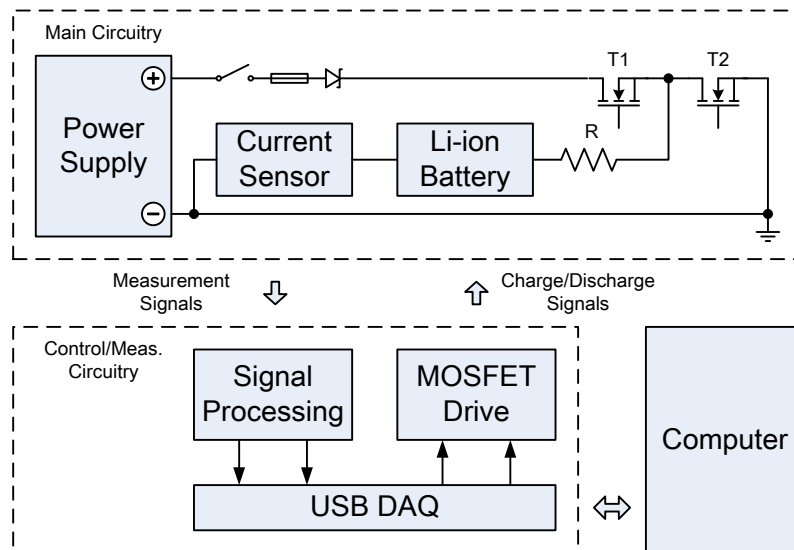 Main Circuitry
T1
T2
Power
Supply
Current
Sensor
Li-ion
Battery
R
Measurement
Signals
Charge/Discharge
Signals
Control/Meas.
Circuitry
Signal
Processing
MOSFET
Drive
Computer
USB DAQ